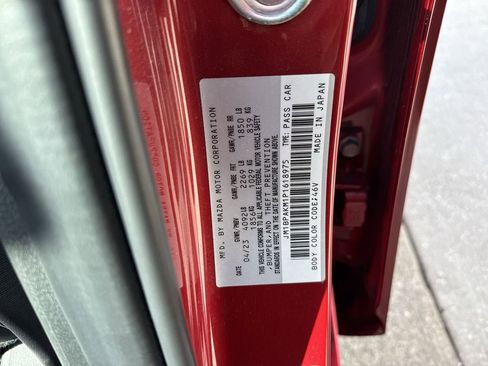 MFD. BY MAZDA MOTOR CORPORATION
DATE GVWR/PNBV GAWR/PNBE FRT GAWR/PNBE RR
04/23 4092LB 2269 LB 1850 LB
1856KG 1029 KG 839 KG
THIS VEHICLE CONFORMS TO ALL APPLICABLE FEDERAL MOTOR VEHICLE SAFETY
,BUMPER,AND THEFT PREVENTION
STANDARDS IN EFFECT ON THE DATE OF MANUFACTURE SHOWN ABOVE.
JM1BPAKM1P1618975 TYPE: PASS CAR
BODY COLOR CODE:46V MADE IN JAPAN